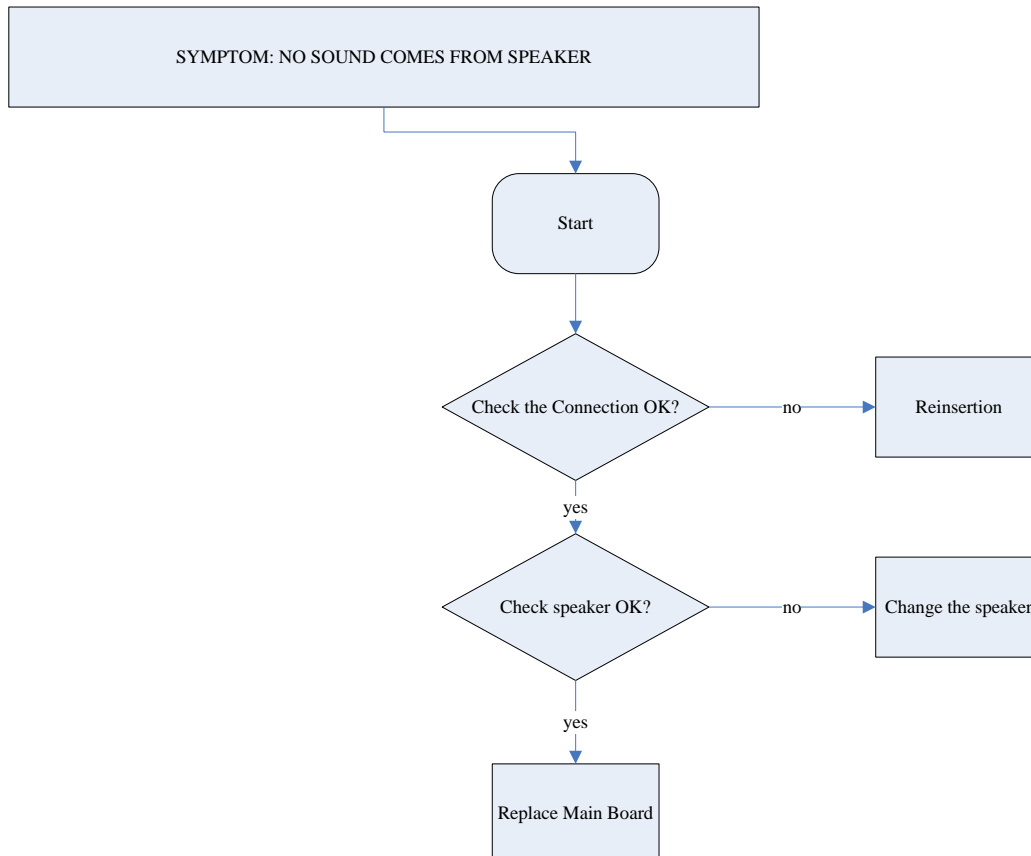 SYMPTOM: NO SOUND COMES FROM SPEAKER
Start
Check the Connection OK?
no
Reinsertion
yes
Check speaker OK?
no
Change the speaker
yes
Replace Main Board